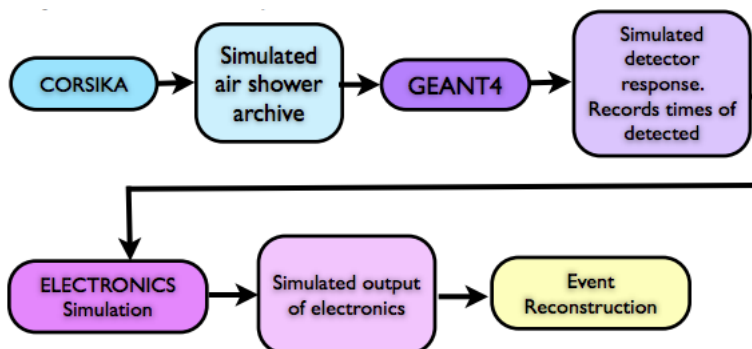 CORSIKA
Simulated
air shower
archive
GEANT4
Simulated
detector
response.
Records times of
detected
ELECTRONICS
Simulation
Simulated output
of electronics
Event
Reconstruction